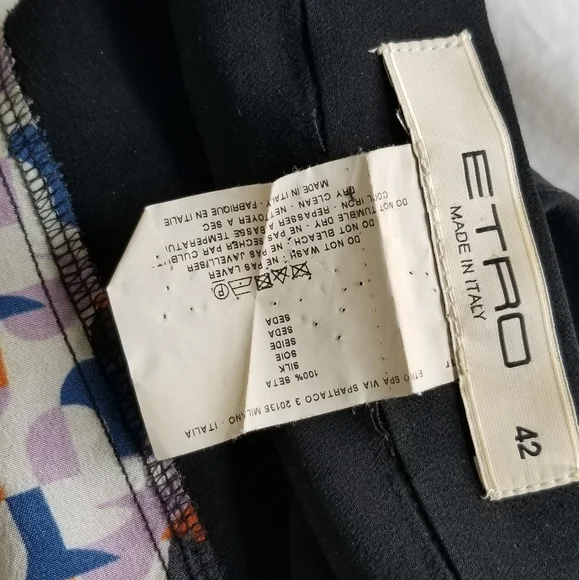 ETRO
MADE IN ITALY
42
ETRO SPA VIA SPARTACO 3 20135 MILANO - ITALIA
100% SETA
SILK
SOIE
SEIDE
SEDA
SEDA
P
DO NOT WASH - NE PAS LAVER
DO NOT BLEACH - NE PAS JAVELLISER
DO NOT TUMBLE DRY - NE PAS SECHER PAR CULBUT
COOL IRON - REPASSER A BASSE TEMPERATU
DRY CLEAN - NETTOYER A SEC
MADE IN ITALY - FABRIQUE EN ITALIE